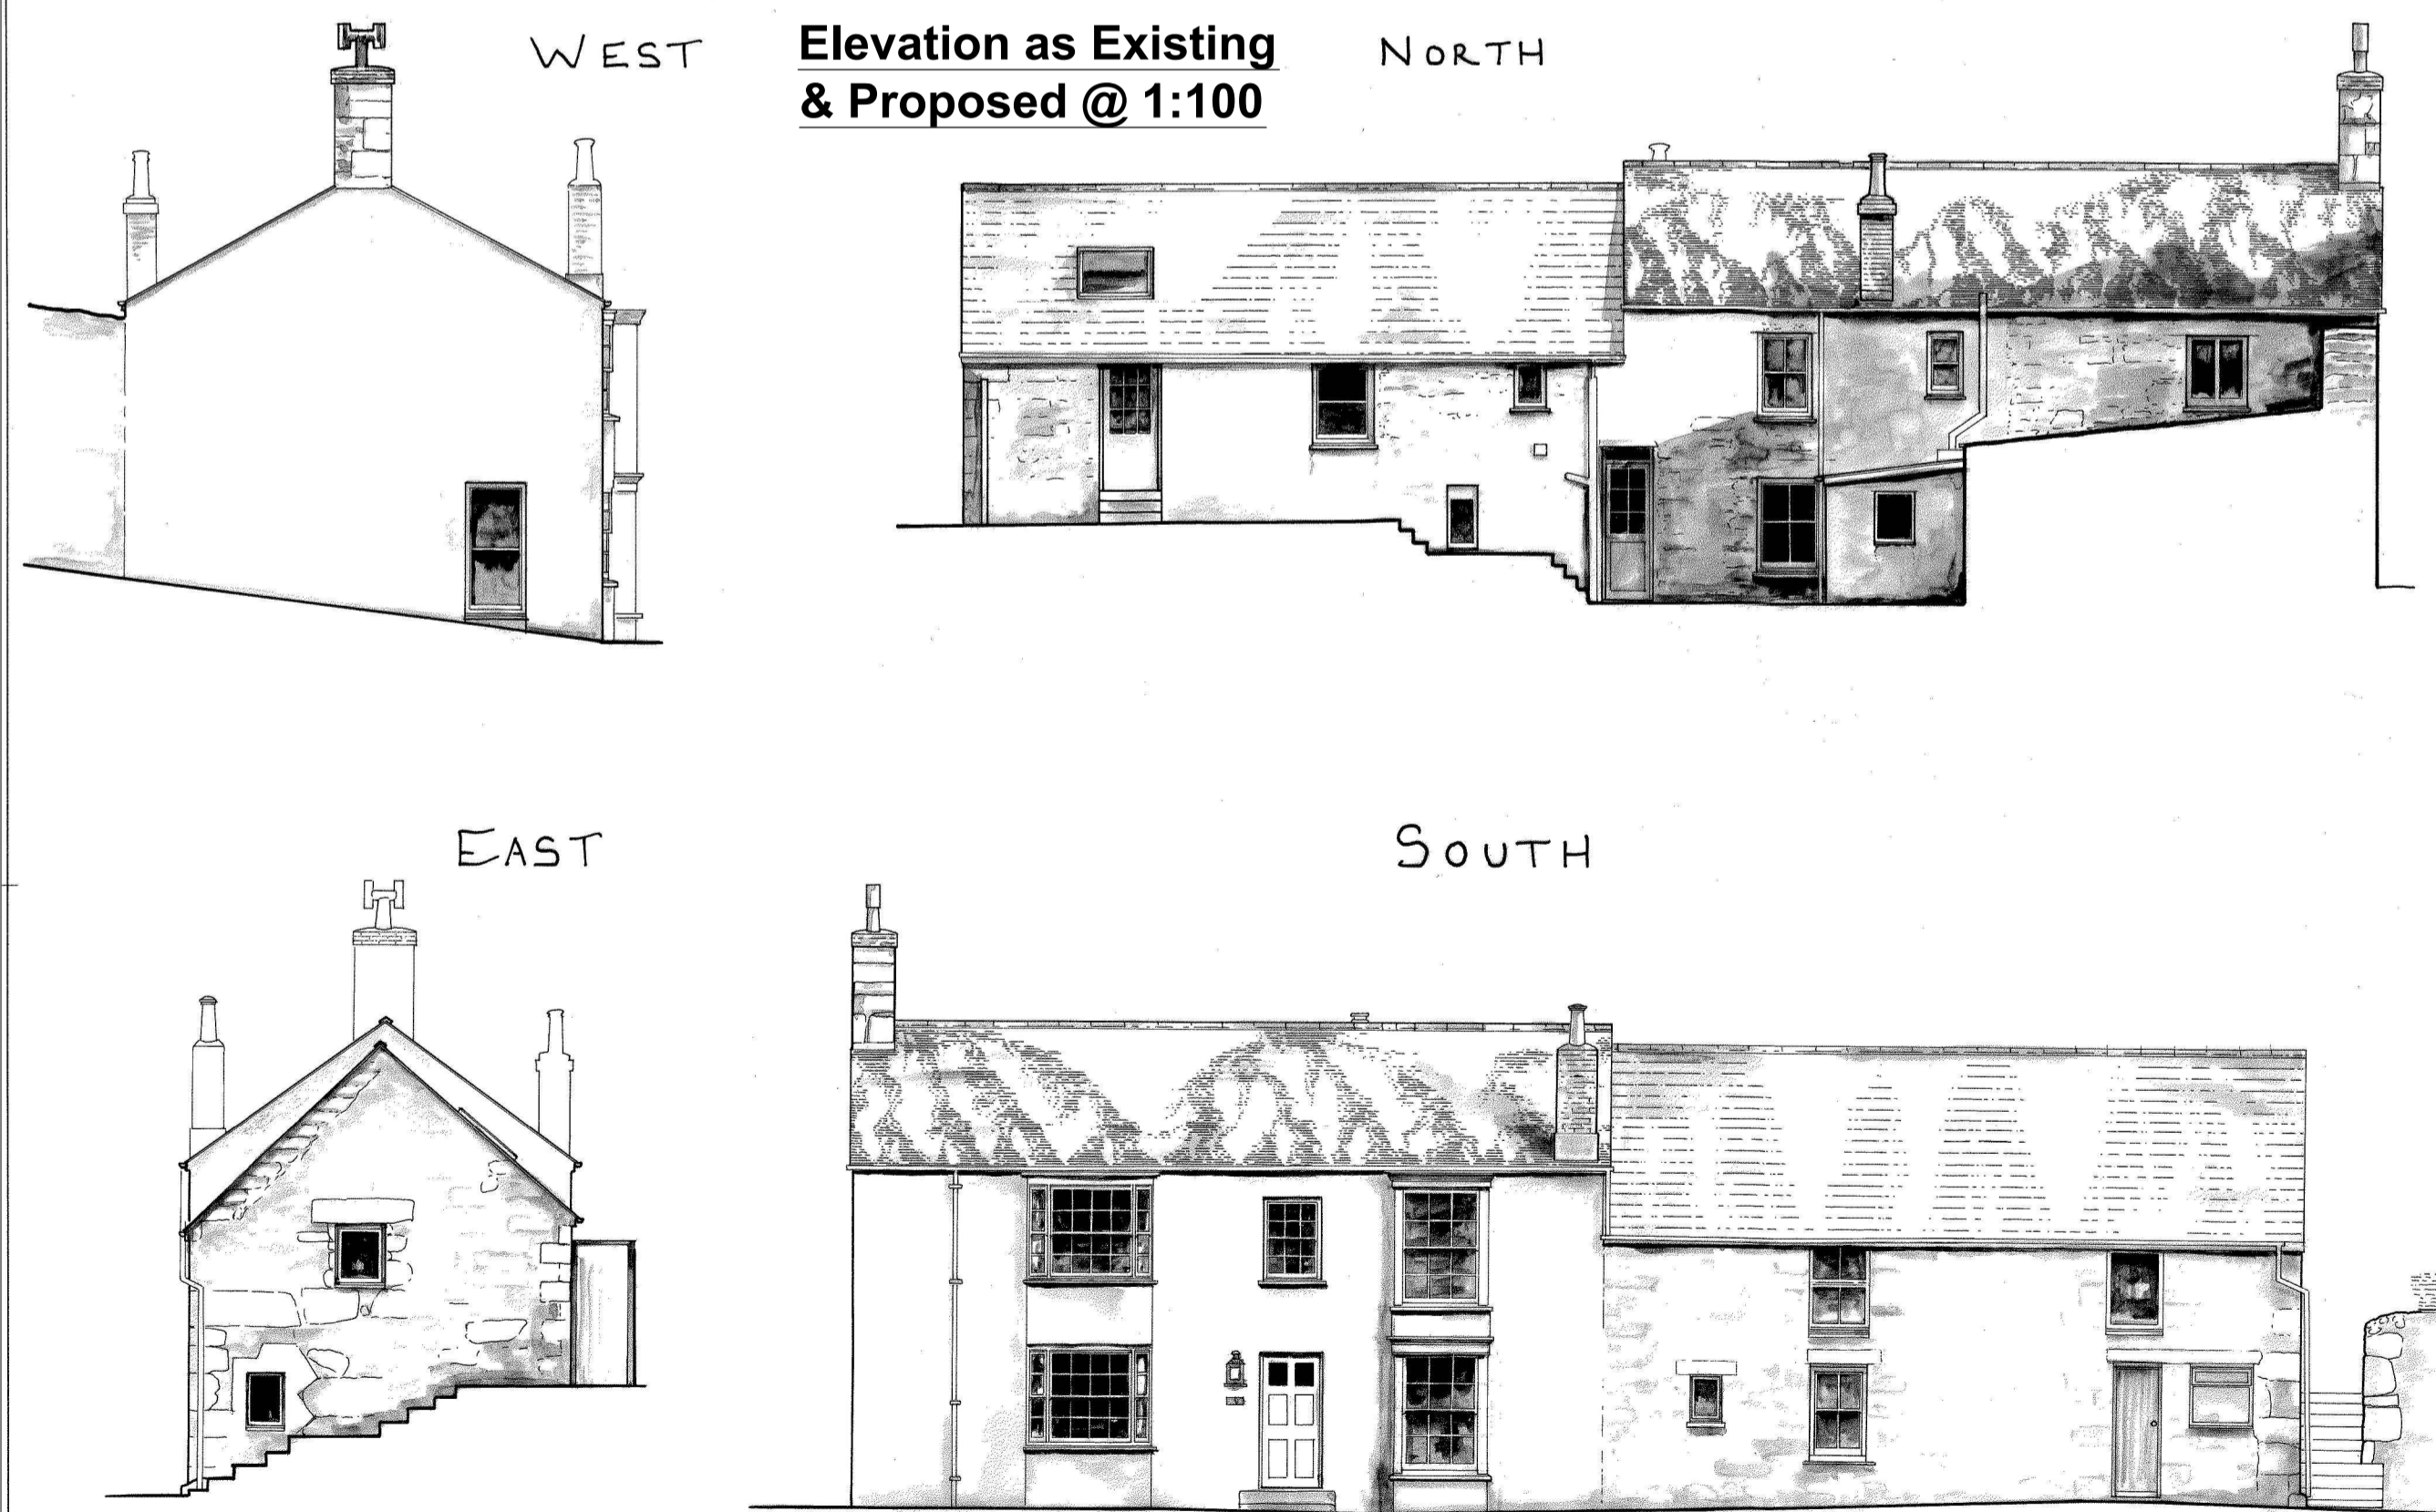 WEST
Elevation as Existing
& Proposed @ 1:100
NORTH
EAST
SOUTH